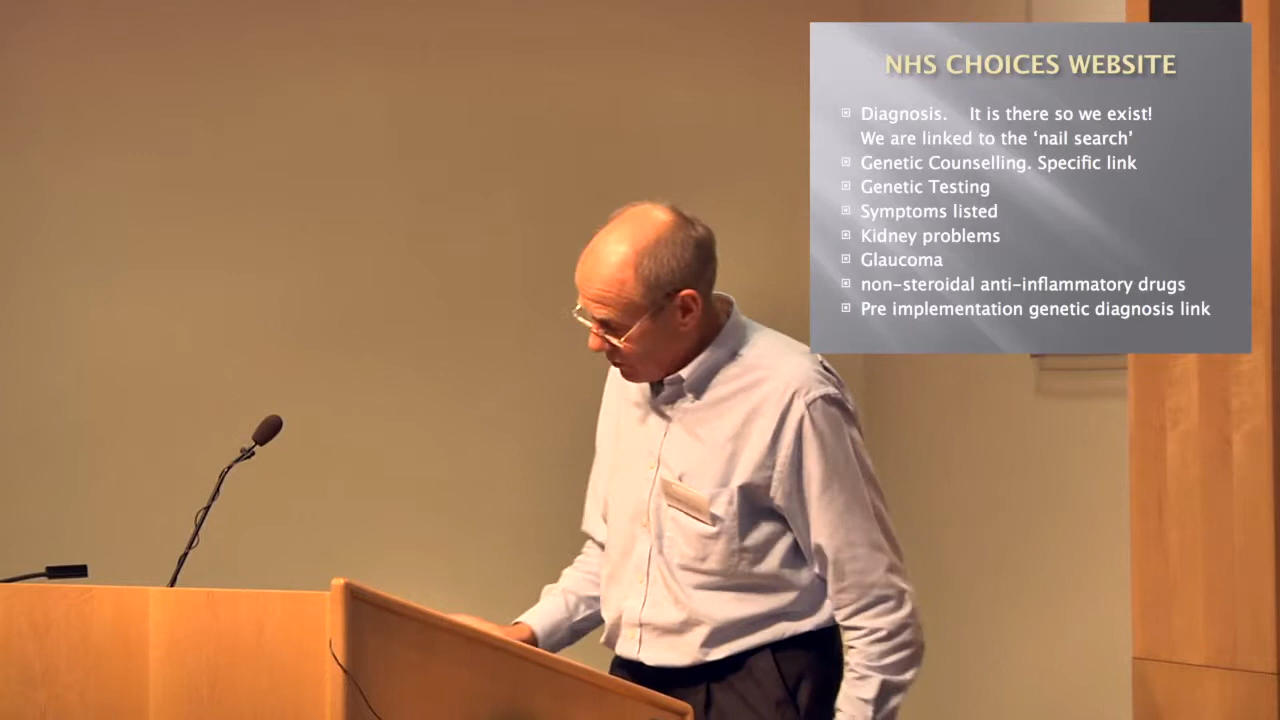 NHS CHOICES WEBSITE
Diagnosis. It is there so we exist!
We are linked to the ‘nail search’
Genetic Counselling. Specific link
Genetic Testing
Symptoms listed
Kidney problems
Glaucoma
non-steroidal anti-inflammatory drugs
Pre implementation genetic diagnosis link